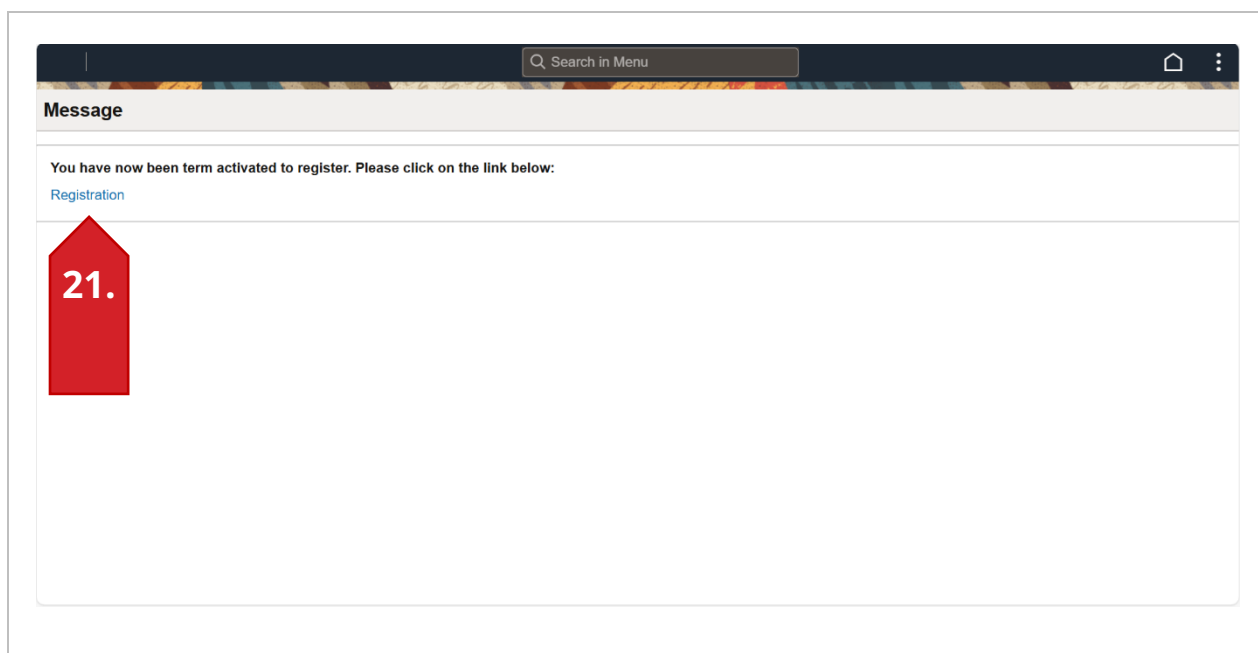 Search in Menu
Message
You have now been term activated to register. Please click on the link below:
Registration
21.